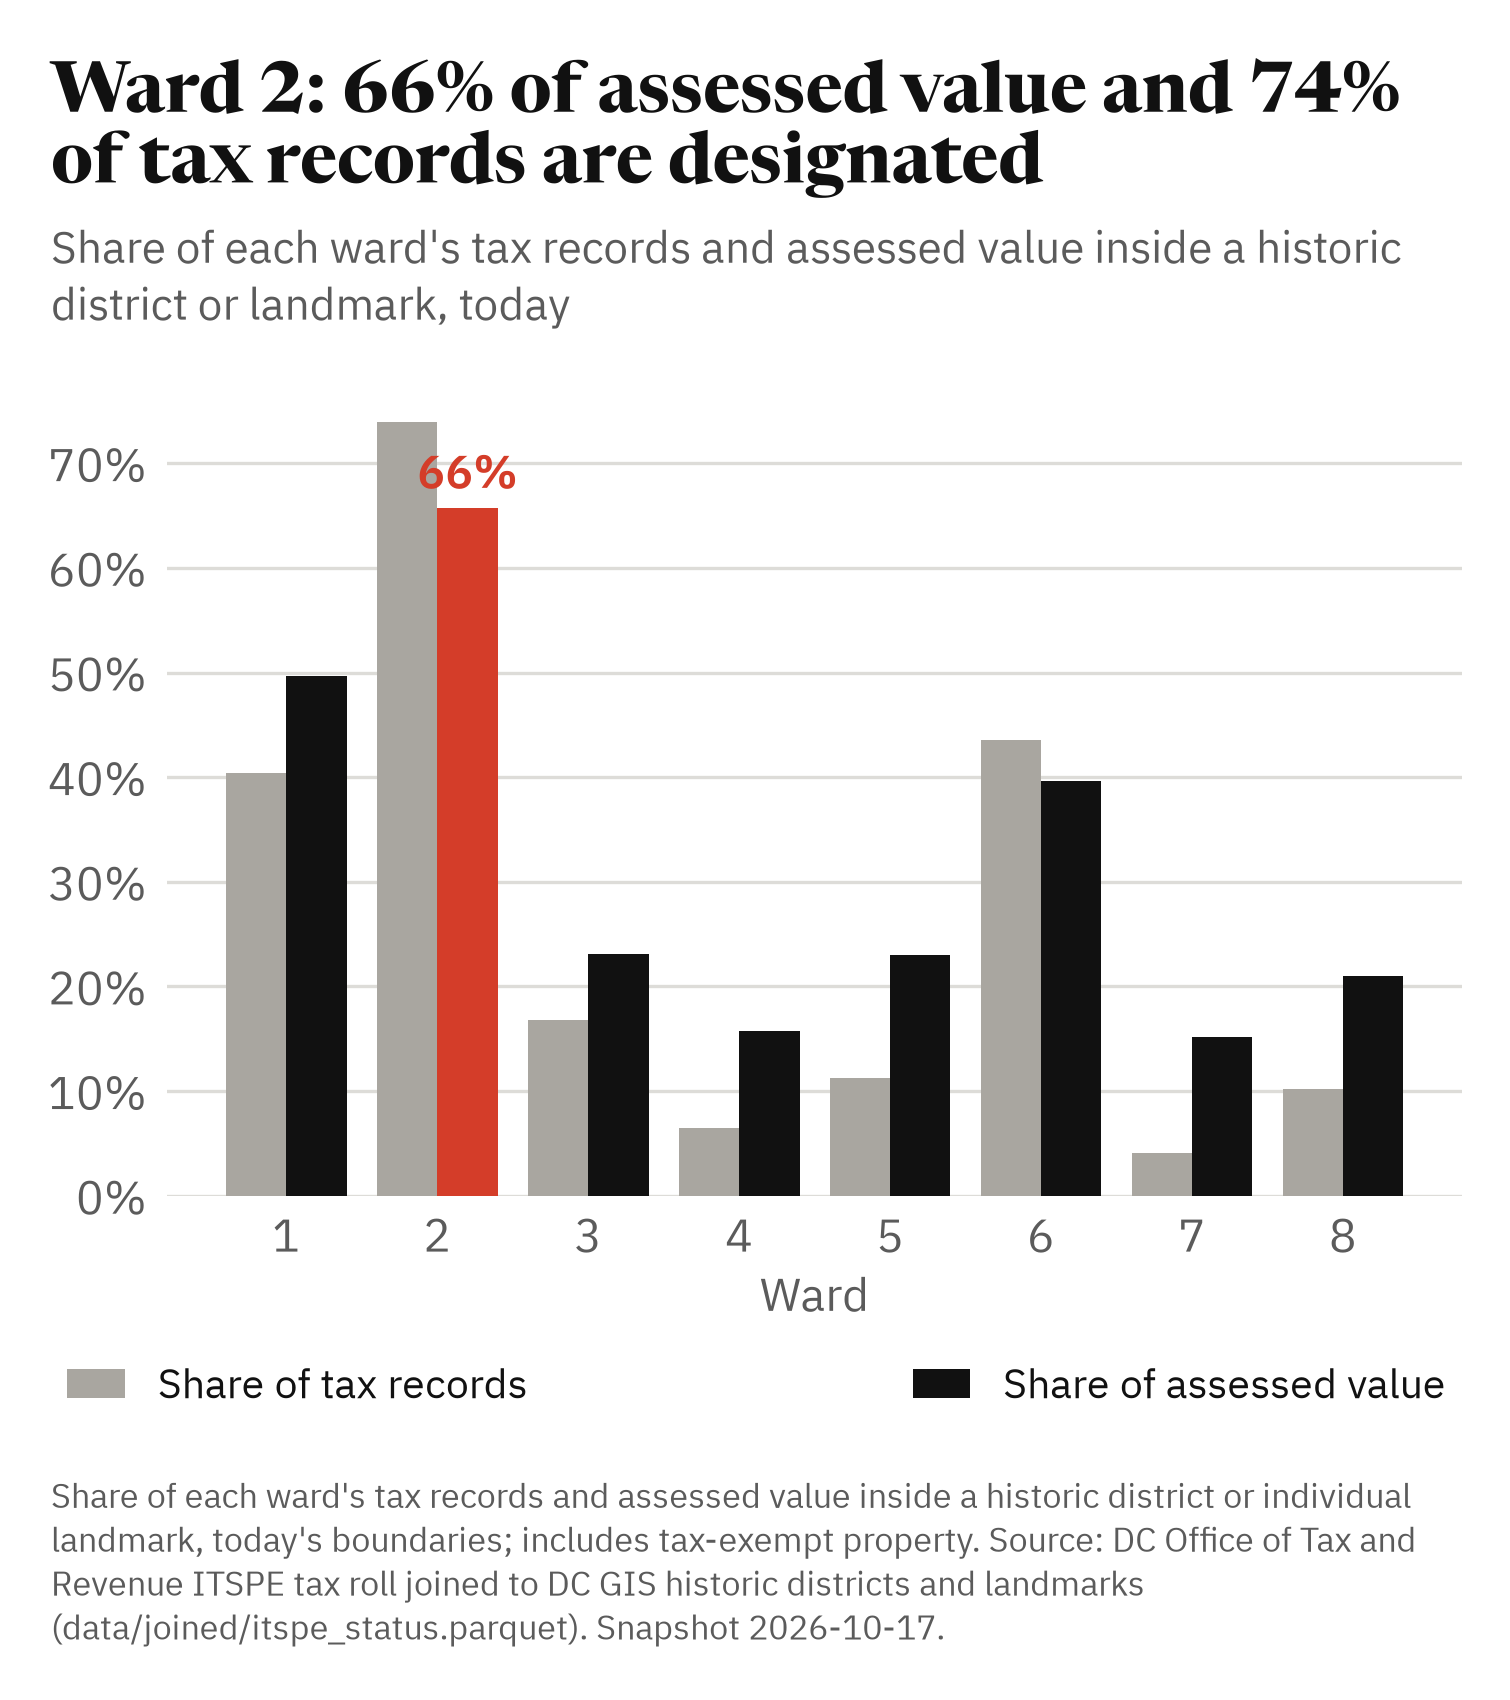 Ward 2: 66% of assessed value and 74%
of tax records are designated
Share of each ward's tax records and assessed value inside a historic
district or landmark, today
70%
66%
60%
50%
40%
30%
20%
10%
0%
1 2 3 4 5 6 7 8
Ward
Share of tax records Share of assessed value
Share of each ward's tax records and assessed value inside a historic district or individual
landmark, today's boundaries; includes tax-exempt property. Source: DC Office of Tax and
Revenue ITSPE tax roll joined to DC GIS historic districts and landmarks
(data/joined/itspe_status.parquet). Snapshot 2026-10-17.